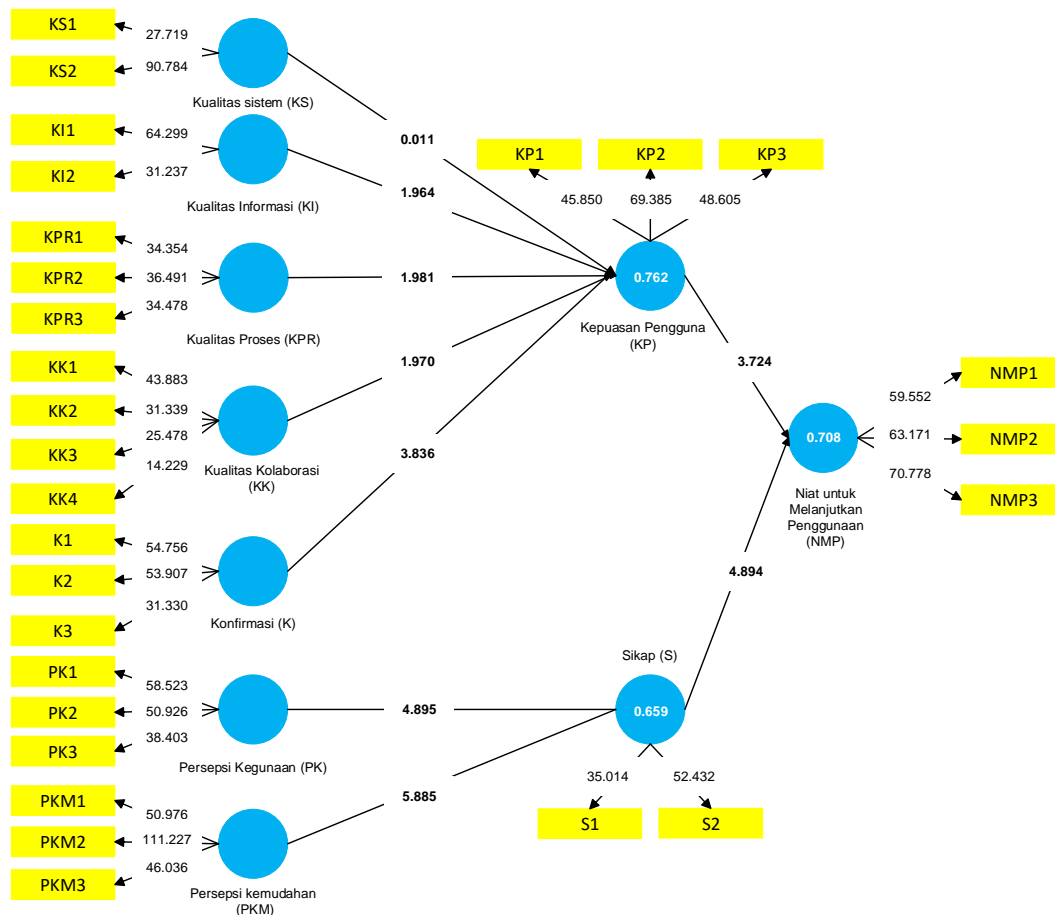 KS1
27.719
KS2
90.784
Kualitas sistem (KS)
KI1
64.299
KI2
31.237
Kualitas Informasi (KI)
KPR1
34.354
KPR2
36.491
KPR3
34.478
Kualitas Proses (KPR)
KK1
43.883
KK2
31.339
KK3
25.478
14.229
KK4
Kualitas Kolaborasi
(KK)
K1
54.756
K2
53.907
31.330
K3
Konfirmasi (K)
PK1
58.523
PK2
50.926
PK3
38.403
Persepsi Kegunaan (PK)
PKM1
50.976
PKM2
111.227
PKM3
46.036
Persepsi kemudahan
(PKM)
0.011
1.964
1.981
1.970
3.836
4.895
5.885
KP1
KP2
KP3
45.850
69.385
48.605
0.762
Kepuasan Pengguna
(KP)
3.724
4.894
Sikap (S)
0.659
35.014
52.432
S1
S2
0.708
Niat untuk
Melanjutkan
Penggunaan
(NMP)
59.552
NMP1
63.171
NMP2
70.778
NMP3